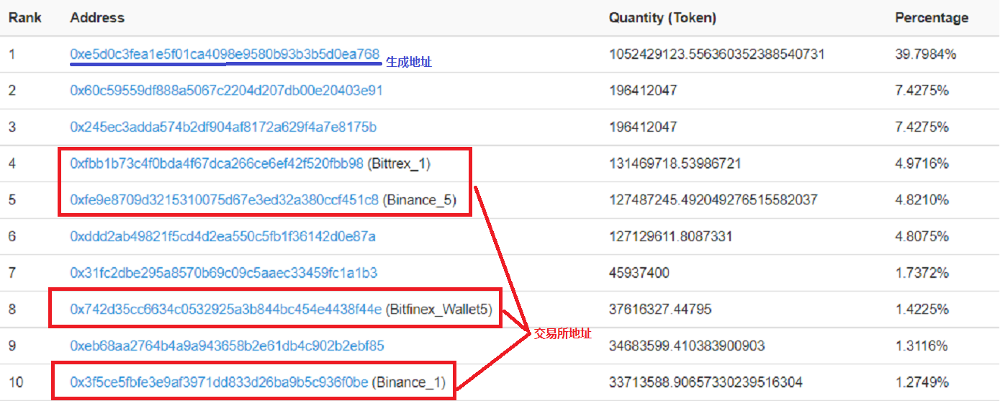 Rank Address Quantity (Token) Percentage
1 0xe5d0c3fea1e5f01ca4098e9580b93b3b5d0ea768 生成地址 1052429123.556360352388540731 39.7984%
2 0x60c59559df888a5067c2204d207db00e20403e91 196412047 7.4275%
3 0x245ec3adda574b2df904af8172a629f4a7e8175b 196412047 7.4275%
4 0xfbb1b73c4f0bda4f67dca266ce6ef42f520fbb98 (Bittrex_1) 131469718.53986721 4.9716%
5 0xfe9e8709d3215310075d67e3ed32a380ccf451c8 (Binance_5) 127487245.492049276515582037 4.8210%
6 0xddd2ab49821f5cd4d2ea550c5fb1f36142d0e87a 127129611.8087331 4.8075%
7 0x31fc2dbe295a8570b69c09c5aaec33459fc1a1b3 45937400 1.7372%
8 0x742d35cc6634c0532925a3b844bc454e4438f44e (Bitfinex_Wallet5) 37616327.44795 1.4225%
交易所地址
9 0xeb68aa2764b4a9a943658b2e61db4c902b2ebf85 34683599.410383900903 1.3116%
10 0x3f5ce5fbfe3e9af3971dd833d26ba9b5c936f0be (Binance_1) 33713588.90657330239516304 1.2749%